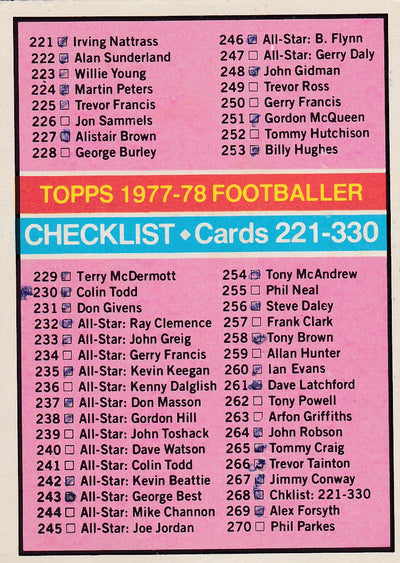 221 Irving Nattrass
222 Alan Sunderland
223 Willie Young
224 Martin Peters
225 Trevor Francis
226 Jon Sammels
227 Alistair Brown
228 George Burley
246 All-Star: B. Flynn
247 All-Star: Gerry Daly
248 John Gidman
249 Trevor Ross
250 Gerry Francis
251 Gordon McQueen
252 Tommy Hutchison
253 Billy Hughes
TOPPS 1977-78 FOOTBALLER
CHECKLIST ◆ Cards 221-330
229 Terry McDermott
230 Colin Todd
231 Don Givens
232 All-Star: Ray Clemence
233 All-Star: John Greig
234 All-Star: Gerry Francis
235 All-Star: Kevin Keegan
236 All-Star: Kenny Dalglish
237 All-Star: Don Masson
238 All-Star: Gordon Hill
239 All-Star: John Toshack
240 All-Star: Dave Watson
241 All-Star: Colin Todd
242 All-Star: Kevin Beattie
243 All-Star: George Best
244 All-Star: Mike Channon
245 All-Star: Joe Jordan
254 Tony McAndrew
255 Phil Neal
256 Steve Daley
257 Frank Clark
258 Tony Brown
259 Allan Hunter
260 Ian Evans
261 Dave Latchford
262 Tony Powell
263 Arfon Griffiths
264 John Robson
265 Tommy Craig
266 Trevor Tainton
267 Jimmy Conway
268 Chklist: 221-330
269 Alex Forsyth
270 Phil Parkes